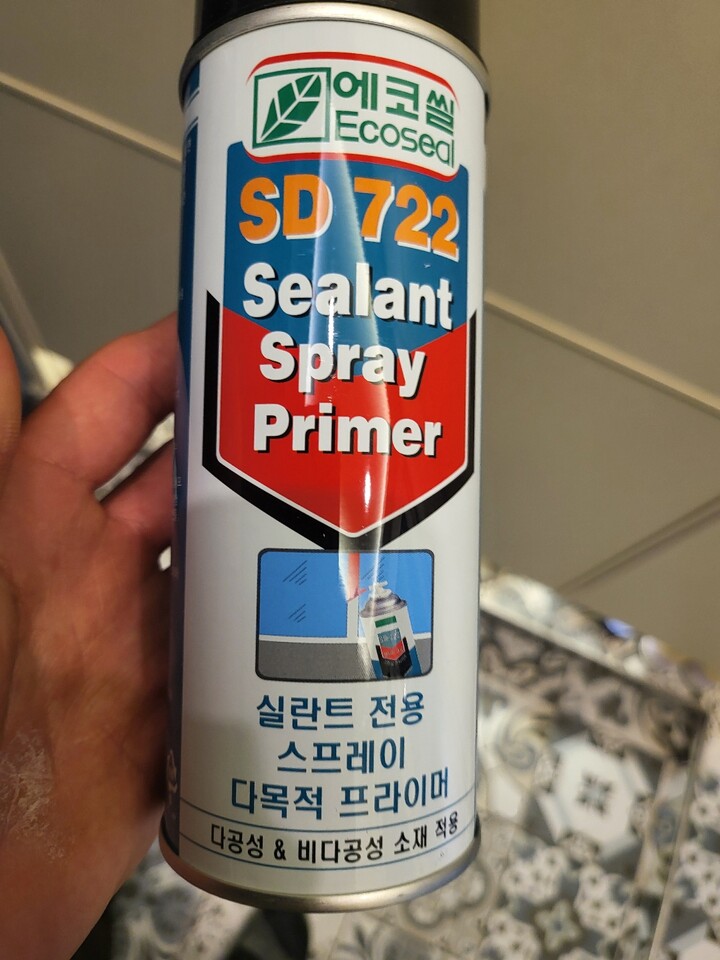 에코씰
Ecoseal
SD 722
Sealant
Spray
Primer
실란트 전용
스프레이
다목적 프라이머
다공성 & 비다공성 소재 적용